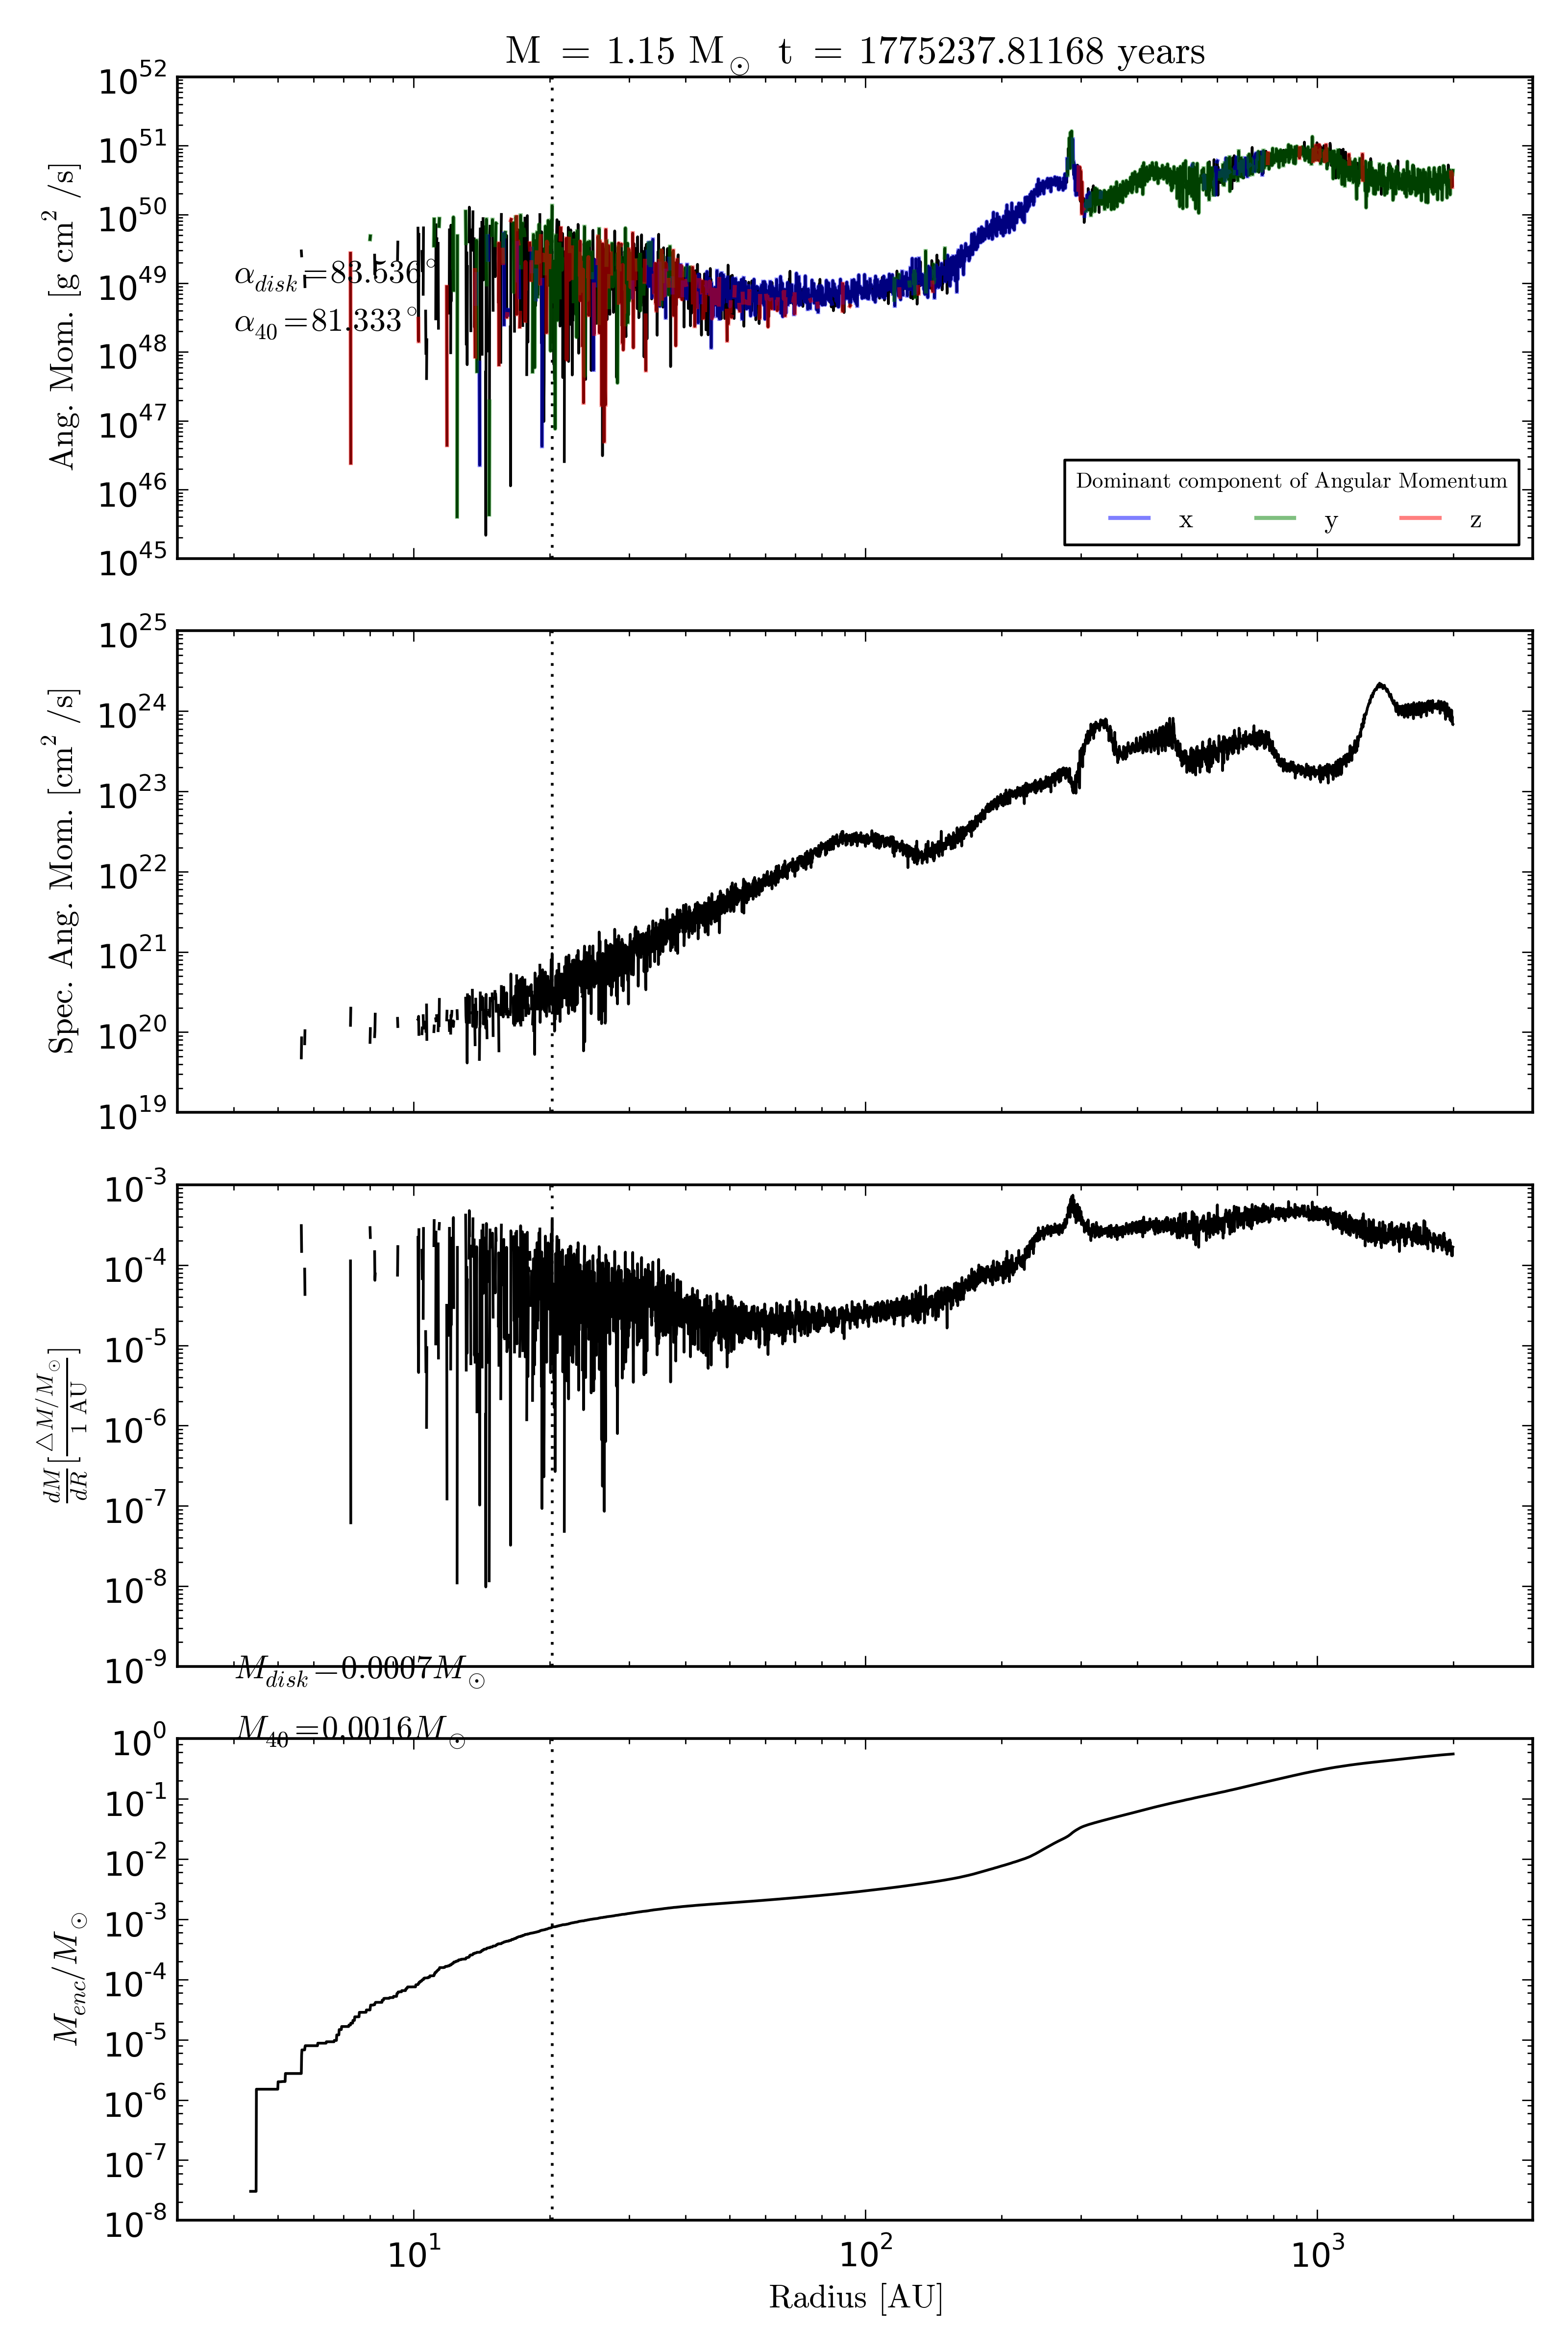 M = 1.15 M⊙ t = 1775237.81168 years
10^52
10^51
10^50
10^49
10^48
10^47
10^46
10^45
Ang. Mom. [g cm^2 /s]
α_disk=83.536°
α_40=81.333°
Dominant component of Angular Momentum
x y z
10^25
10^24
10^23
10^22
10^21
10^20
10^19
Spec. Ang. Mom. [cm^2 /s]
10^-3
10^-4
10^-5
10^-6
10^-7
10^-8
10^-9
dM/dR [△M/M⊙ / 1 AU]
M_disk=0.0007M⊙
M_40=0.0016M⊙
10^0
10^-1
10^-2
10^-3
10^-4
10^-5
10^-6
10^-7
10^-8
M_enc/M⊙
10^1 10^2 10^3
Radius [AU]